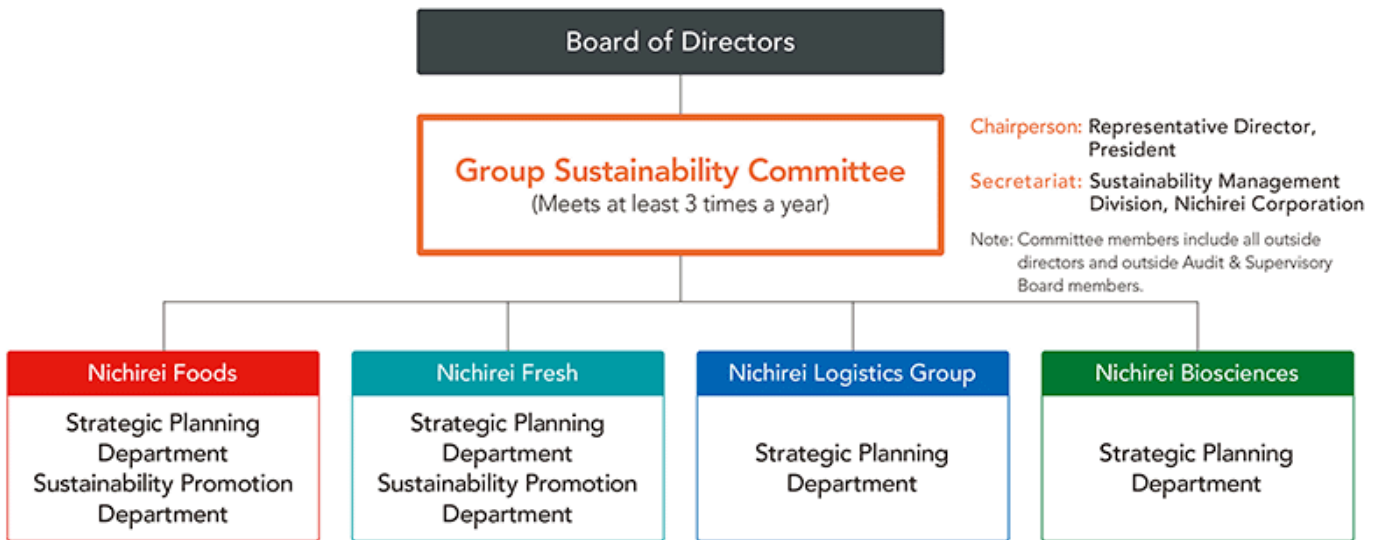 Board of Directors
Group Sustainability Committee
(Meets at least 3 times a year)
Chairperson: Representative Director,
President
Secretariat: Sustainability Management
Division, Nichirei Corporation
Note: Committee members include all outside
directors and outside Audit & Supervisory
Board members.
Nichirei Foods
Strategic Planning
Department
Sustainability Promotion
Department
Nichirei Fresh
Strategic Planning
Department
Sustainability Promotion
Department
Nichirei Logistics Group
Strategic Planning
Department
Nichirei Biosciences
Strategic Planning
Department